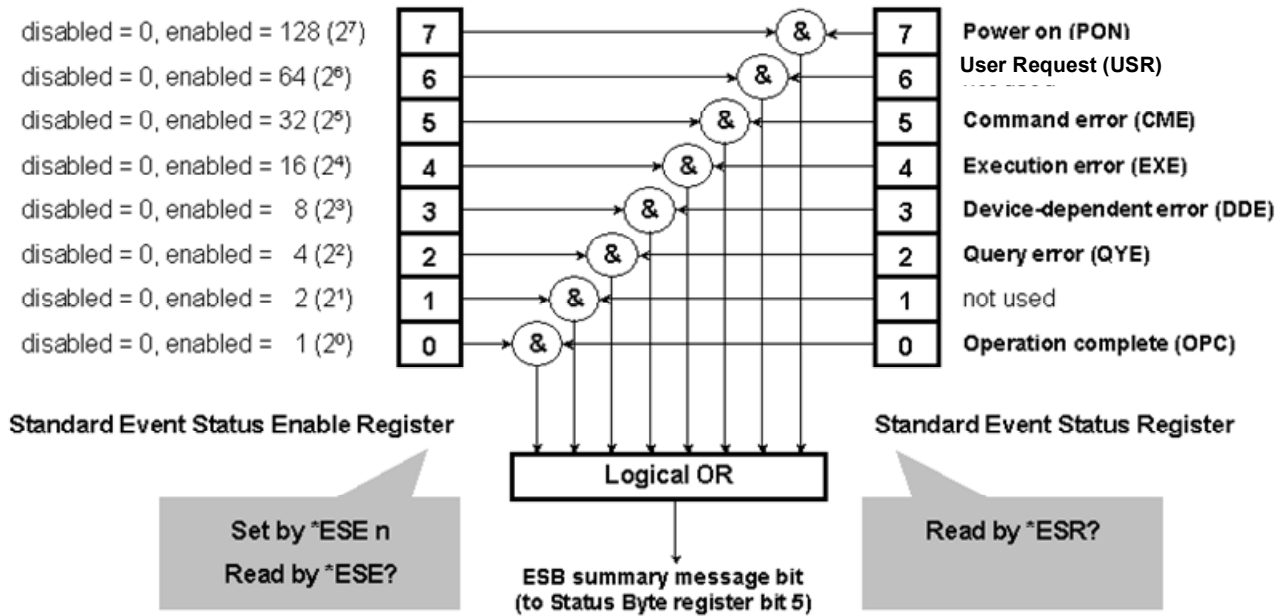 disabled = 0, enabled = 128 (2⁷) 7 & 7 Power on (PON)
disabled = 0, enabled = 64 (2⁶) 6 & 6 User Request (USR)
disabled = 0, enabled = 32 (2⁵) 5 & 5 Command error (CME)
disabled = 0, enabled = 16 (2⁴) 4 & 4 Execution error (EXE)
disabled = 0, enabled = 8 (2³) 3 & 3 Device-dependent error (DDE)
disabled = 0, enabled = 4 (2²) 2 & 2 Query error (QYE)
disabled = 0, enabled = 2 (2¹) 1 & 1 not used
disabled = 0, enabled = 1 (2⁰) 0 & 0 Operation complete (OPC)
Standard Event Status Enable Register
Standard Event Status Register
Logical OR
Set by *ESE n
Read by *ESE?
Read by *ESR?
ESB summary message bit
(to Status Byte register bit 5)